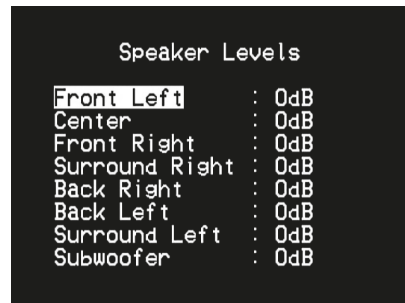 Speaker Levels
Front Left : 0dB
Center : 0dB
Front Right : 0dB
Surround Right : 0dB
Back Right : 0dB
Back Left : 0dB
Surround Left : 0dB
Subwoofer : 0dB